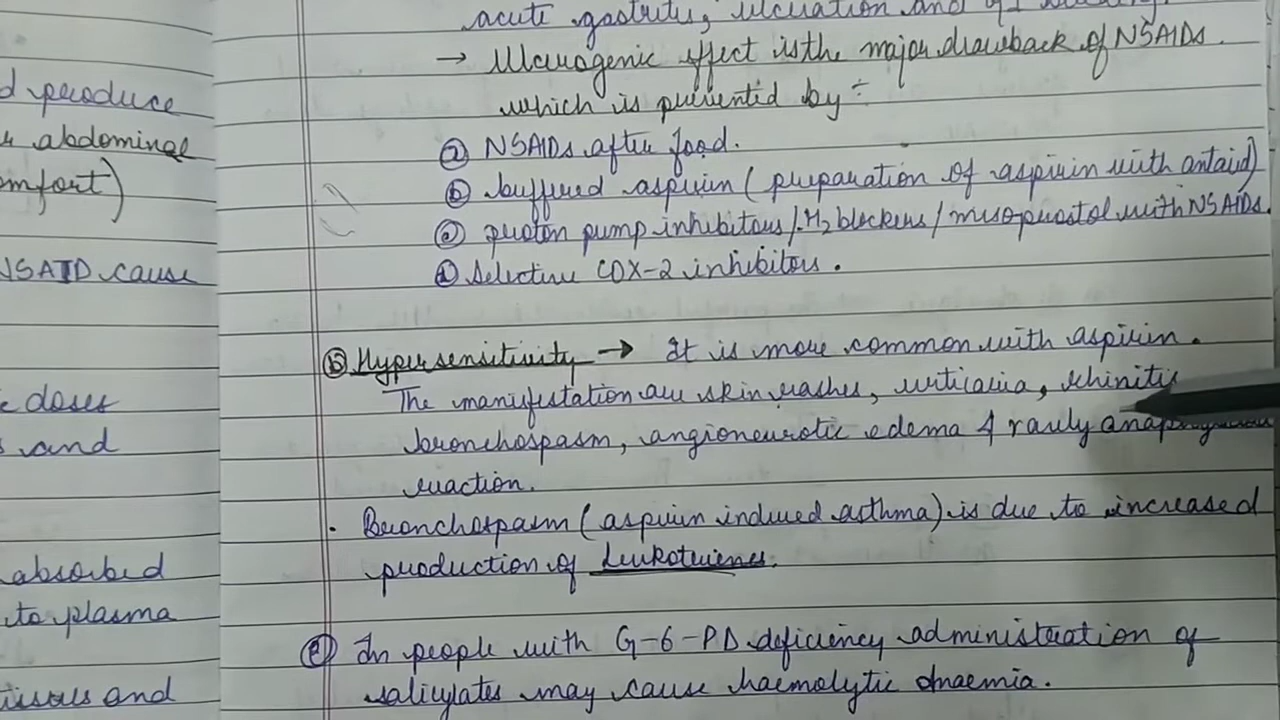 d produce
abdominal
omfort)
NSAID cause
e doses
s and
absorbed
to plasma
tissues and
acute gastritis, ulceration and
→ Ulcerogenic effect is the major drawback of NSAIDs.
which is prevented by ÷
ⓐ NSAIDs after food.
ⓑ buffered aspirin (preparation of aspirin with antaid)
ⓒ proton pump inhibitors/H2 blockers/misoprostol with NSAIDs.
ⓓ Selective COX-2 inhibitors.
ⓑ Hypersensitivity → It is more common with aspirin.
The manifestation are skin rashes, urticaria, rhinitis
bronchospasm, angioneurotic edema & rarely
reaction.
• Bronchospasm (aspirin induced asthma) is due to increased
production of Leukotrienes.
ⓔ In people with G-6-PD deficiency administration of
salicylates may cause haemolytic anaemia.